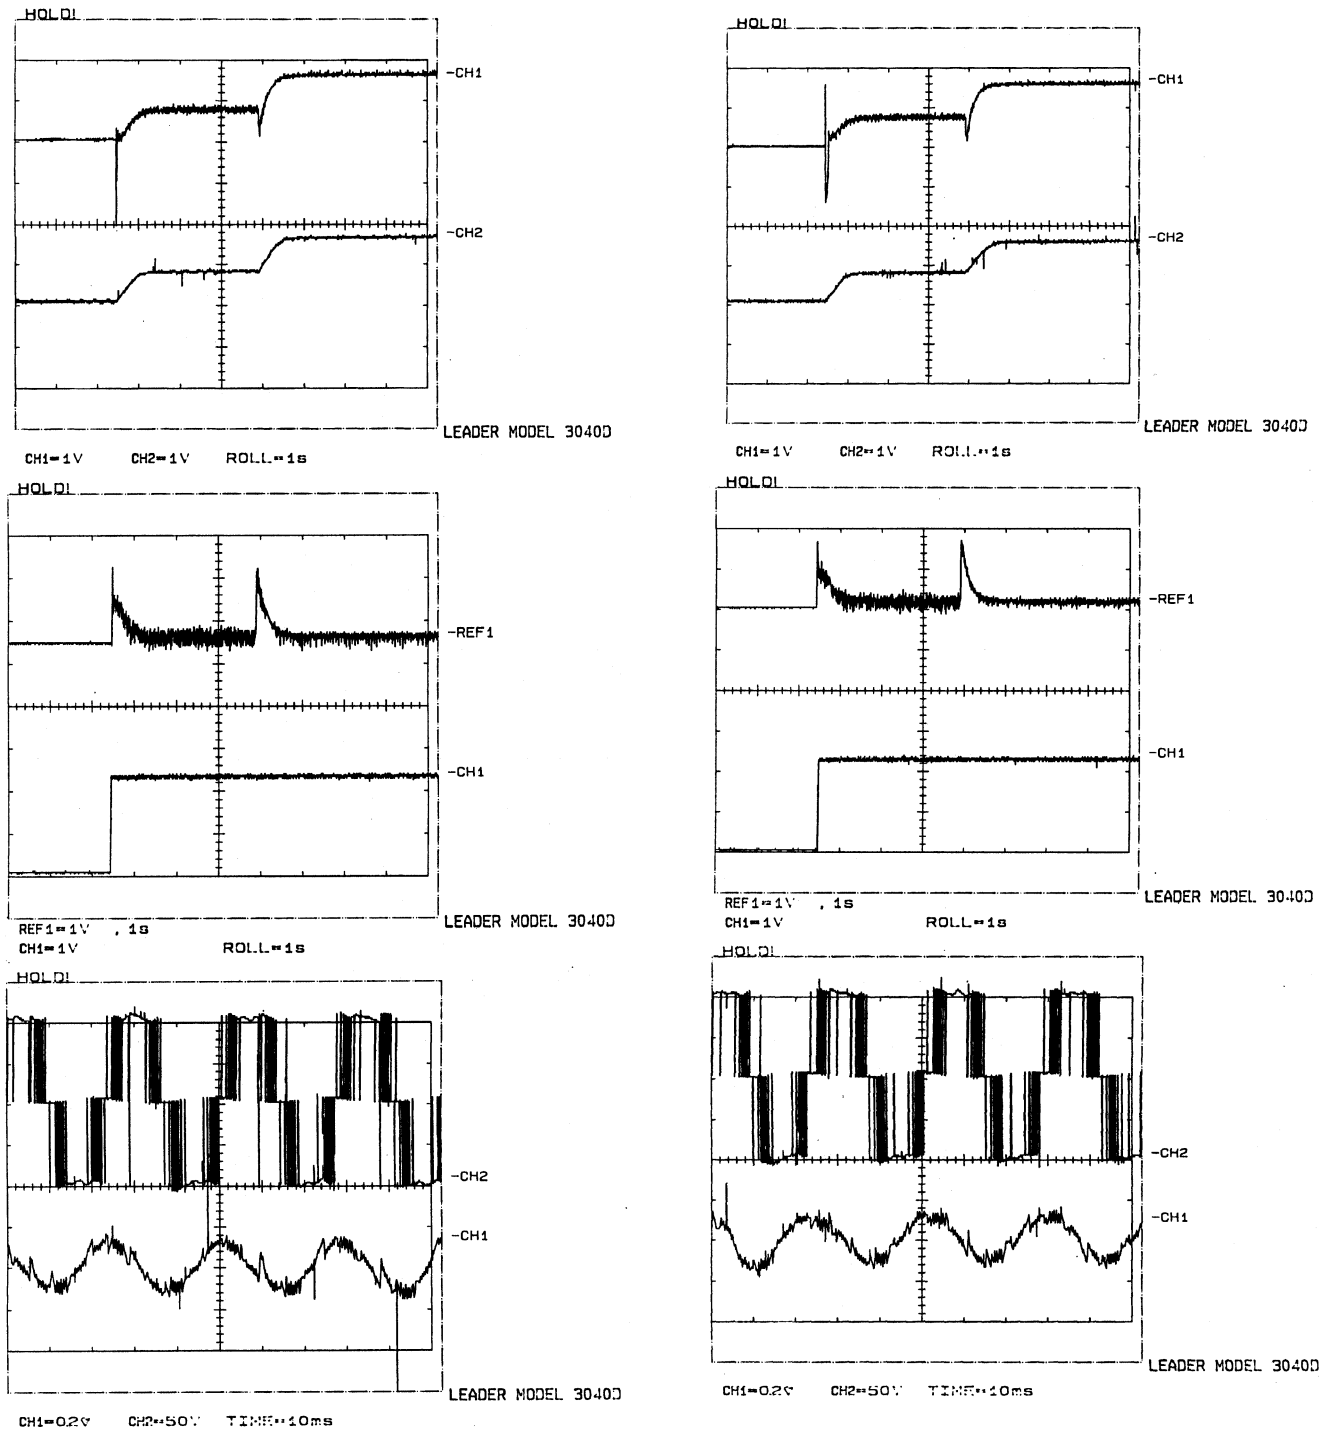 HOLD!
-CH1
-CH2
LEADER MODEL 3040D
CH1=1V CH2=1V ROLL=1s
HOLD!
-CH1
-CH2
LEADER MODEL 3040D
CH1=1V CH2=1V ROLL=1s
HOLD!
-REF1
-CH1
LEADER MODEL 3040D
REF1=1V , 1s
CH1=1V ROLL=1s
HOLD!
-REF1
-CH1
LEADER MODEL 3040D
REF1=1V , 1s
CH1=1V ROLL=1s
HOLD!
-CH2
-CH1
LEADER MODEL 3040D
CH1=0.2V CH2=50V TIME=10ms
HOLD!
-CH2
-CH1
LEADER MODEL 3040D
CH1=0.2V CH2=50V TIME=10ms